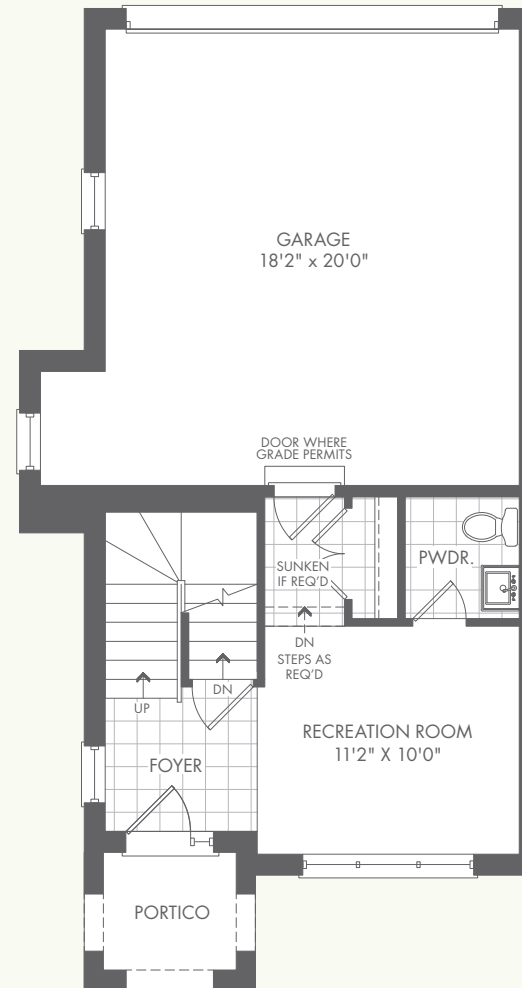 GARAGE
18'2" x 20'0"
DOOR WHERE
GRADE PERMITS
SUNKEN
IF REQ'D
PWDR.
DN
STEPS AS
REQ'D
UP
DN
RECREATION ROOM
11'2" X 10'0"
FOYER
PORTICO